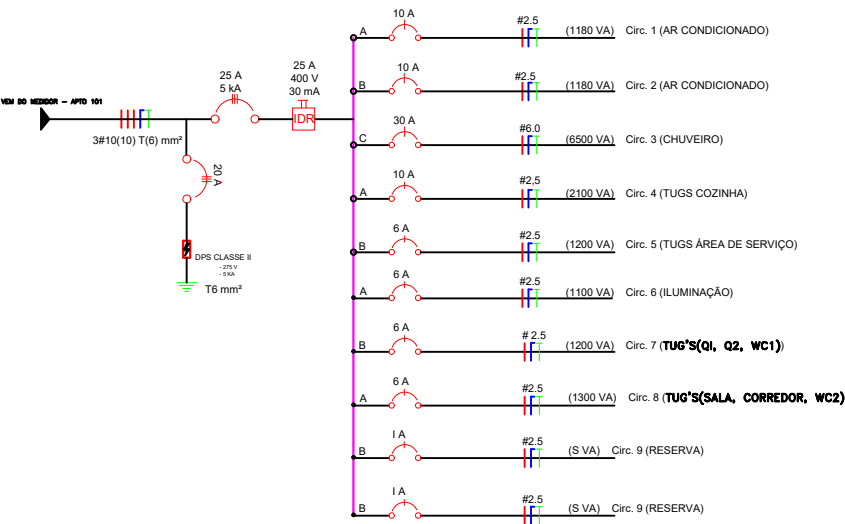 VEM DO MEDIDOR - APTO 101
3#10(10) T(6) mm²
25 A
5 kA
25 A
400 V
30 mA
IDR
20 A
DPS CLASSE II
- 275 V
- 5 KA
T6 mm²
A 10 A #2.5 (1180 VA) Circ. 1 (AR CONDICIONADO)
B 10 A #2.5 (1180 VA) Circ. 2 (AR CONDICIONADO)
C 30 A #6.0 (6500 VA) Circ. 3 (CHUVEIRO)
A 10 A #2,5 (2100 VA) Circ. 4 (TUGS COZINHA)
B 6 A #2.5 (1200 VA) Circ. 5 (TUGS ÁREA DE SERVIÇO)
A 6 A #2.5 (1100 VA) Circ. 6 (ILUMINAÇÃO)
B 6 A # 2.5 (1200 VA) Circ. 7 (TUG'S(QI, Q2, WC1))
A 6 A #2.5 (1300 VA) Circ. 8 (TUG'S(SALA, CORREDOR, WC2)
B I A #2.5 (S VA) Circ. 9 (RESERVA)
B I A #2.5 (S VA) Circ. 9 (RESERVA)